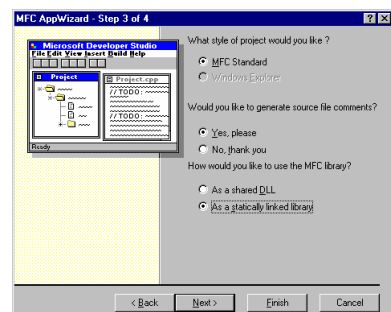 MFC AppWizard - Step 3 of 4
Microsoft Developer Studio
File Edit View Insert Build Help
Project
Project.cpp
//TODO:
//TODO:
Ready
What style of project would you like ?
MFC Standard
Windows Explorer
Would you like to generate source file comments?
Yes, please
No, thank you
How would you like to use the MFC library?
As a shared DLL
As a statically linked library
< Back
Next >
Finish
Cancel